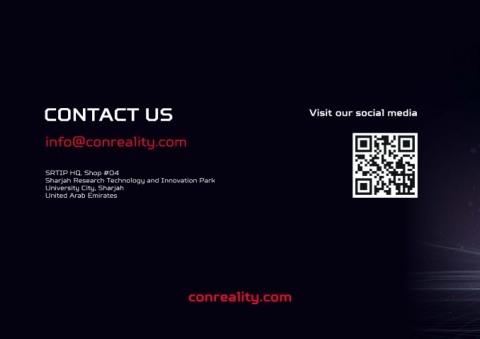 CONTACT US
info@conreality.com
SRTIP HQ, Shop #04
Sharjah Research Technology and Innovation Park
University City, Sharjah
United Arab Emirates
Visit our social media
conreality.com